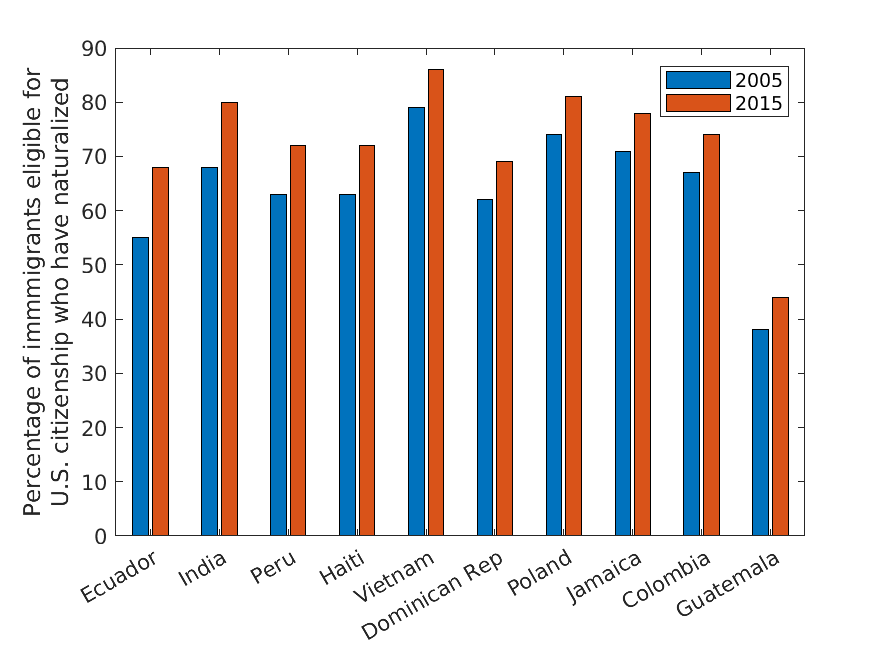 Percentage of immmigrants eligible for
U.S. citizenship who have naturalized
90
80
70
60
50
40
30
20
10
0
2005
2015
Ecuador
India
Peru
Haiti
Vietnam
Dominican Rep
Poland
Jamaica
Colombia
Guatemala